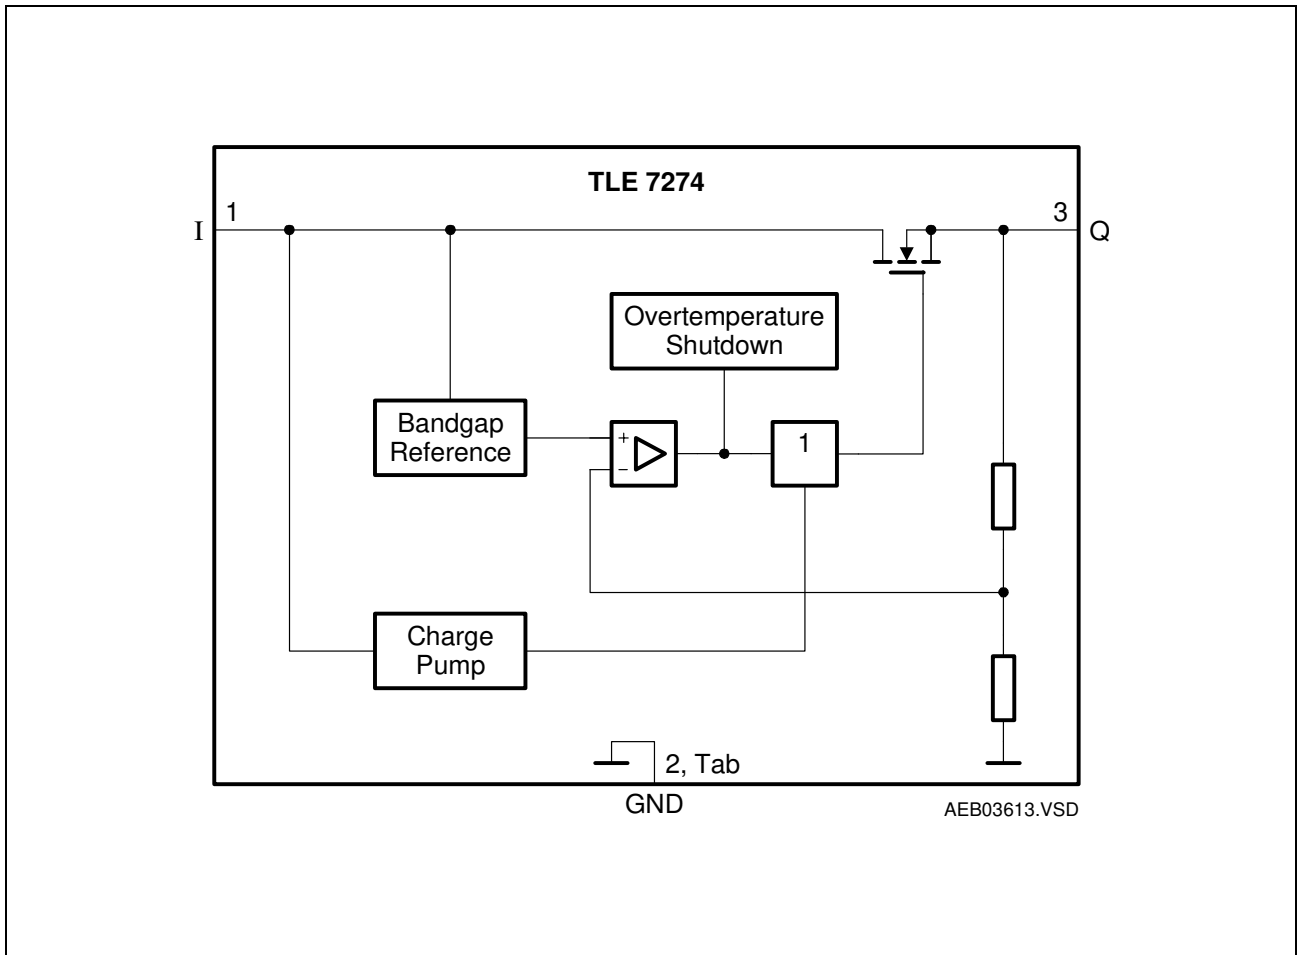 TLE 7274
1
3
I
Q
Overtemperature
Shutdown
Bandgap
Reference
+
−
1
Charge
Pump
2, Tab
GND
AEB03613.VSD